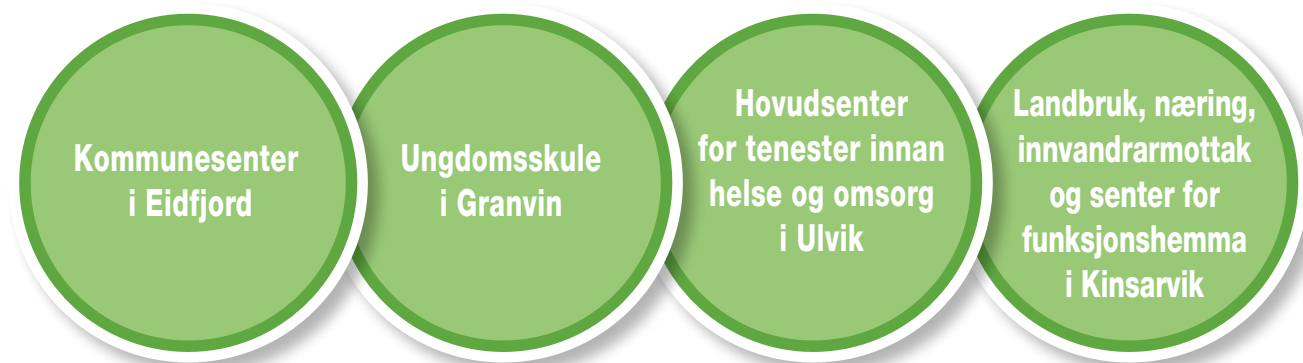 Kommunesenter
i Eidfjord
Ungdomsskule
i Granvin
Hovudsenter
for tenester innan
helse og omsorg
i Ulvik
Landbruk, næring,
innvandrarmottak
og senter for
funksjonshemma
i Kinsarvik